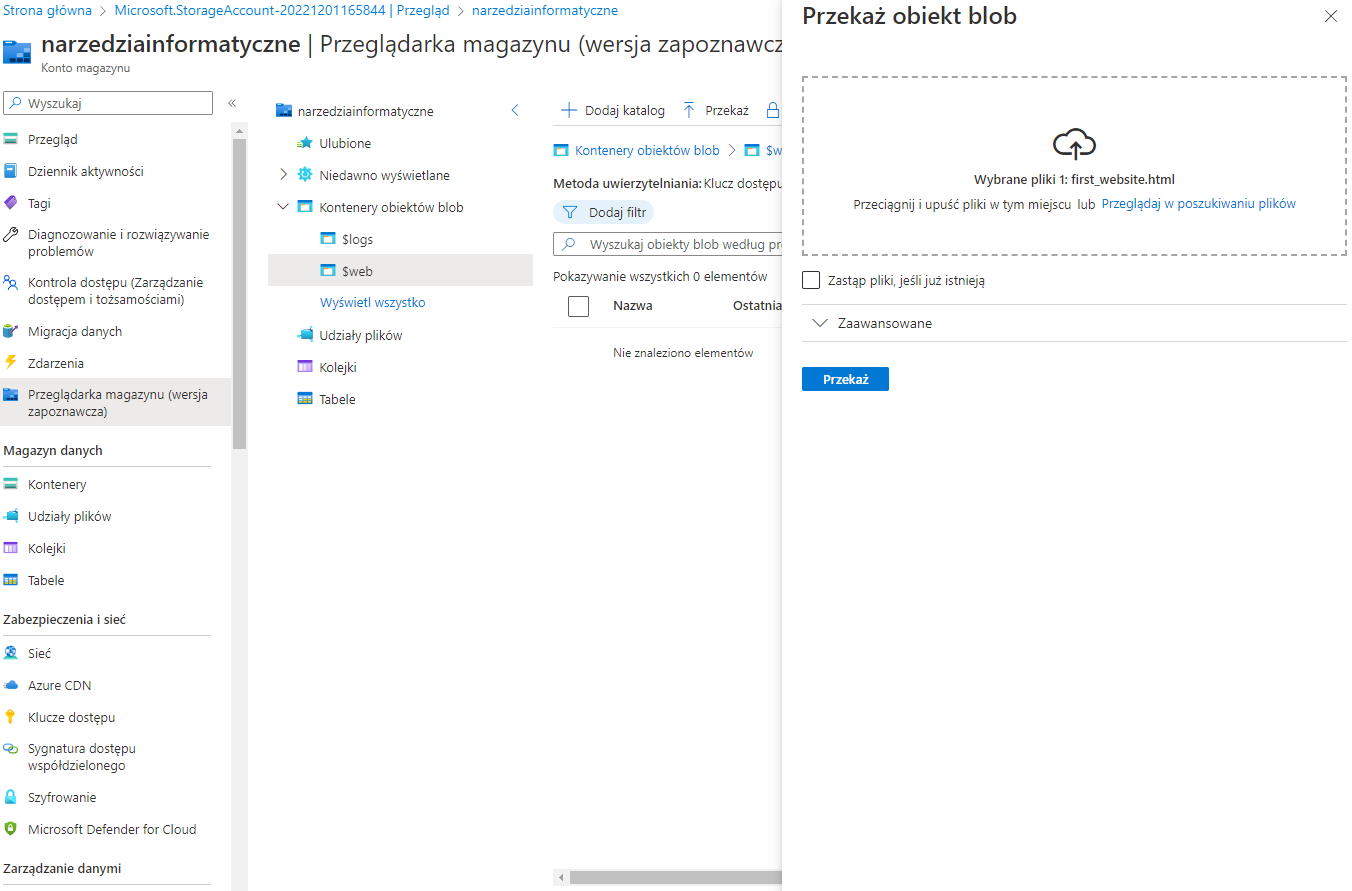 Strona główna > Microsoft.StorageAccount-20221201165844 | Przegląd > narzedziainformatyczne
narzedziainformatyczne | Przeglądarka magazynu (wersja zapoznawcz
Konto magazynu
Wyszukaj
«
Przegląd
Dziennik aktywności
Tagi
Diagnozowanie i rozwiązywanie
problemów
Kontrola dostępu (Zarządzanie
dostępem i tożsamościami)
Migracja danych
Zdarzenia
Przeglądarka magazynu (wersja
zapoznawcza)
Magazyn danych
Kontenery
Udziały plików
Kolejki
Tabele
Zabezpieczenia i sieć
Sieć
Azure CDN
Klucze dostępu
Sygnatura dostępu
współdzielonego
Szyfrowanie
Microsoft Defender for Cloud
Zarządzanie danymi
narzedziainformatyczne
Ulubione
Niedawno wyświetlane
Kontenery obiektów blob
$logs
$web
Wyświetl wszystko
Udziały plików
Kolejki
Tabele
Dodaj katalog Przekaż
Kontenery obiektów blob > $w
Metoda uwierzytelniania: Klucz dostępu
Dodaj filtr
Wyszukaj obiekty blob według pr
Pokazywanie wszystkich 0 elementów
Nazwa Ostatnia
Nie znaleziono elementów
Przekaż obiekt blob
Wybrane pliki 1: first_website.html
Przeciągnij i upuść pliki w tym miejscu lub Przeglądaj w poszukiwaniu plików
Zastąp pliki, jeśli już istnieją
Zaawansowane
Przekaż